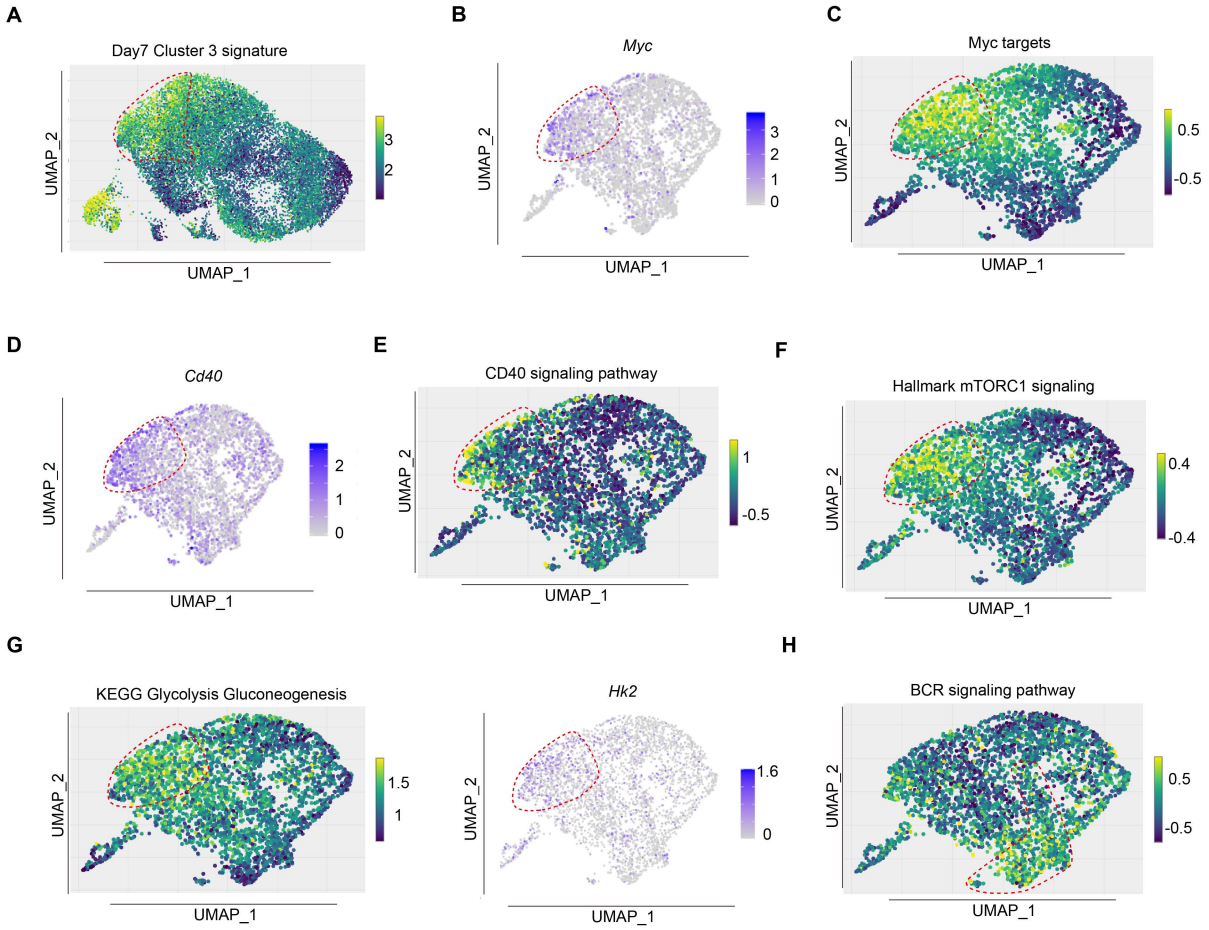 A
Day7 Cluster 3 signature
UMAP_2
3
2
UMAP_1
B
Myc
UMAP_2
3
2
1
0
UMAP_1
C
Myc targets
UMAP_2
0.5
-0.5
UMAP_1
D
Cd40
UMAP_2
2
1
0
UMAP_1
E
CD40 signaling pathway
UMAP_2
1
-0.5
UMAP_1
F
Hallmark mTORC1 signaling
UMAP_2
0.4
-0.4
UMAP_1
G
KEGG Glycolysis Gluconeogenesis
UMAP_2
1.5
1
UMAP_1
Hk2
UMAP_2
1.6
0
UMAP_1
H
BCR signaling pathway
UMAP_2
0.5
-0.5
UMAP_1